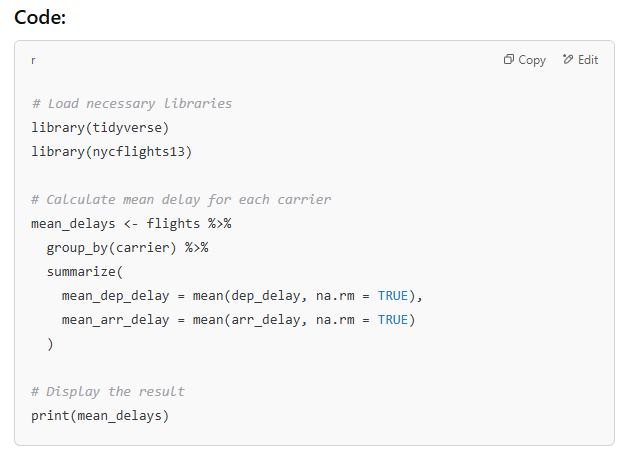 Code:
r
Copy
Edit
# Load necessary libraries
library(tidyverse)
library(nycflights13)
# Calculate mean delay for each carrier
mean_delays <- flights %>%
  group_by(carrier) %>%
  summarize(
    mean_dep_delay = mean(dep_delay, na.rm = TRUE),
    mean_arr_delay = mean(arr_delay, na.rm = TRUE)
  )
# Display the result
print(mean_delays)